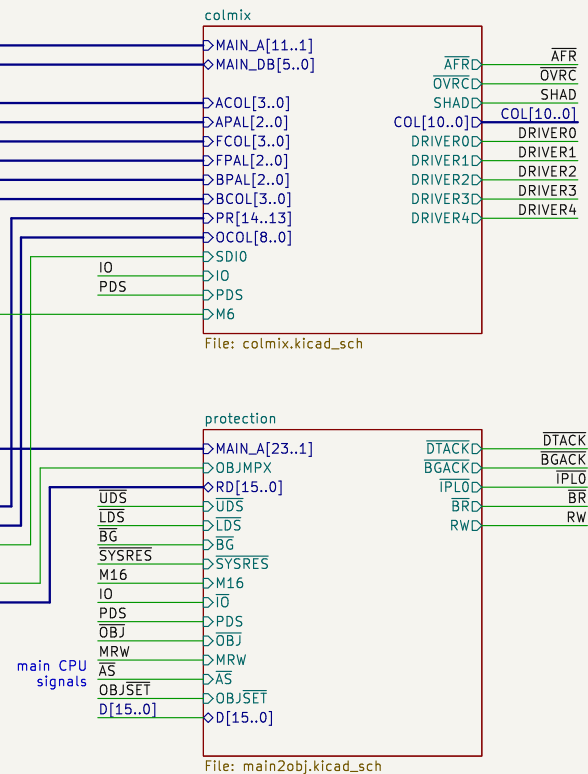 colmix
MAIN_A[11..1]
MAIN_DB[5..0]
ACOL[3..0]
APAL[2..0]
FCOL[3..0]
FPAL[2..0]
BPAL[2..0]
BCOL[3..0]
PR[14..13]
OCOL[8..0]
SDI0
IO
IO
PDS
PDS
M6
AFR
AFR
OVRC
OVRC
SHAD
SHAD
COL[10..0]
COL[10..0]
DRIVER0
DRIVER0
DRIVER1
DRIVER1
DRIVER2
DRIVER2
DRIVER3
DRIVER3
DRIVER4
DRIVER4
File: colmix.kicad_sch
protection
MAIN_A[23..1]
OBJMPX
RD[15..0]
UDS
UDS
LDS
LDS
BG
BG
SYSRES
SYSRES
M16
M16
IO
IO
PDS
PDS
OBJ
OBJ
MRW
MRW
AS
AS
OBJSET
OBJSET
D[15..0]
D[15..0]
main CPU
signals
DTACK
DTACK
BGACK
BGACK
IPL0
IPL0
BR
BR
RW
RW
File: main2obj.kicad_sch